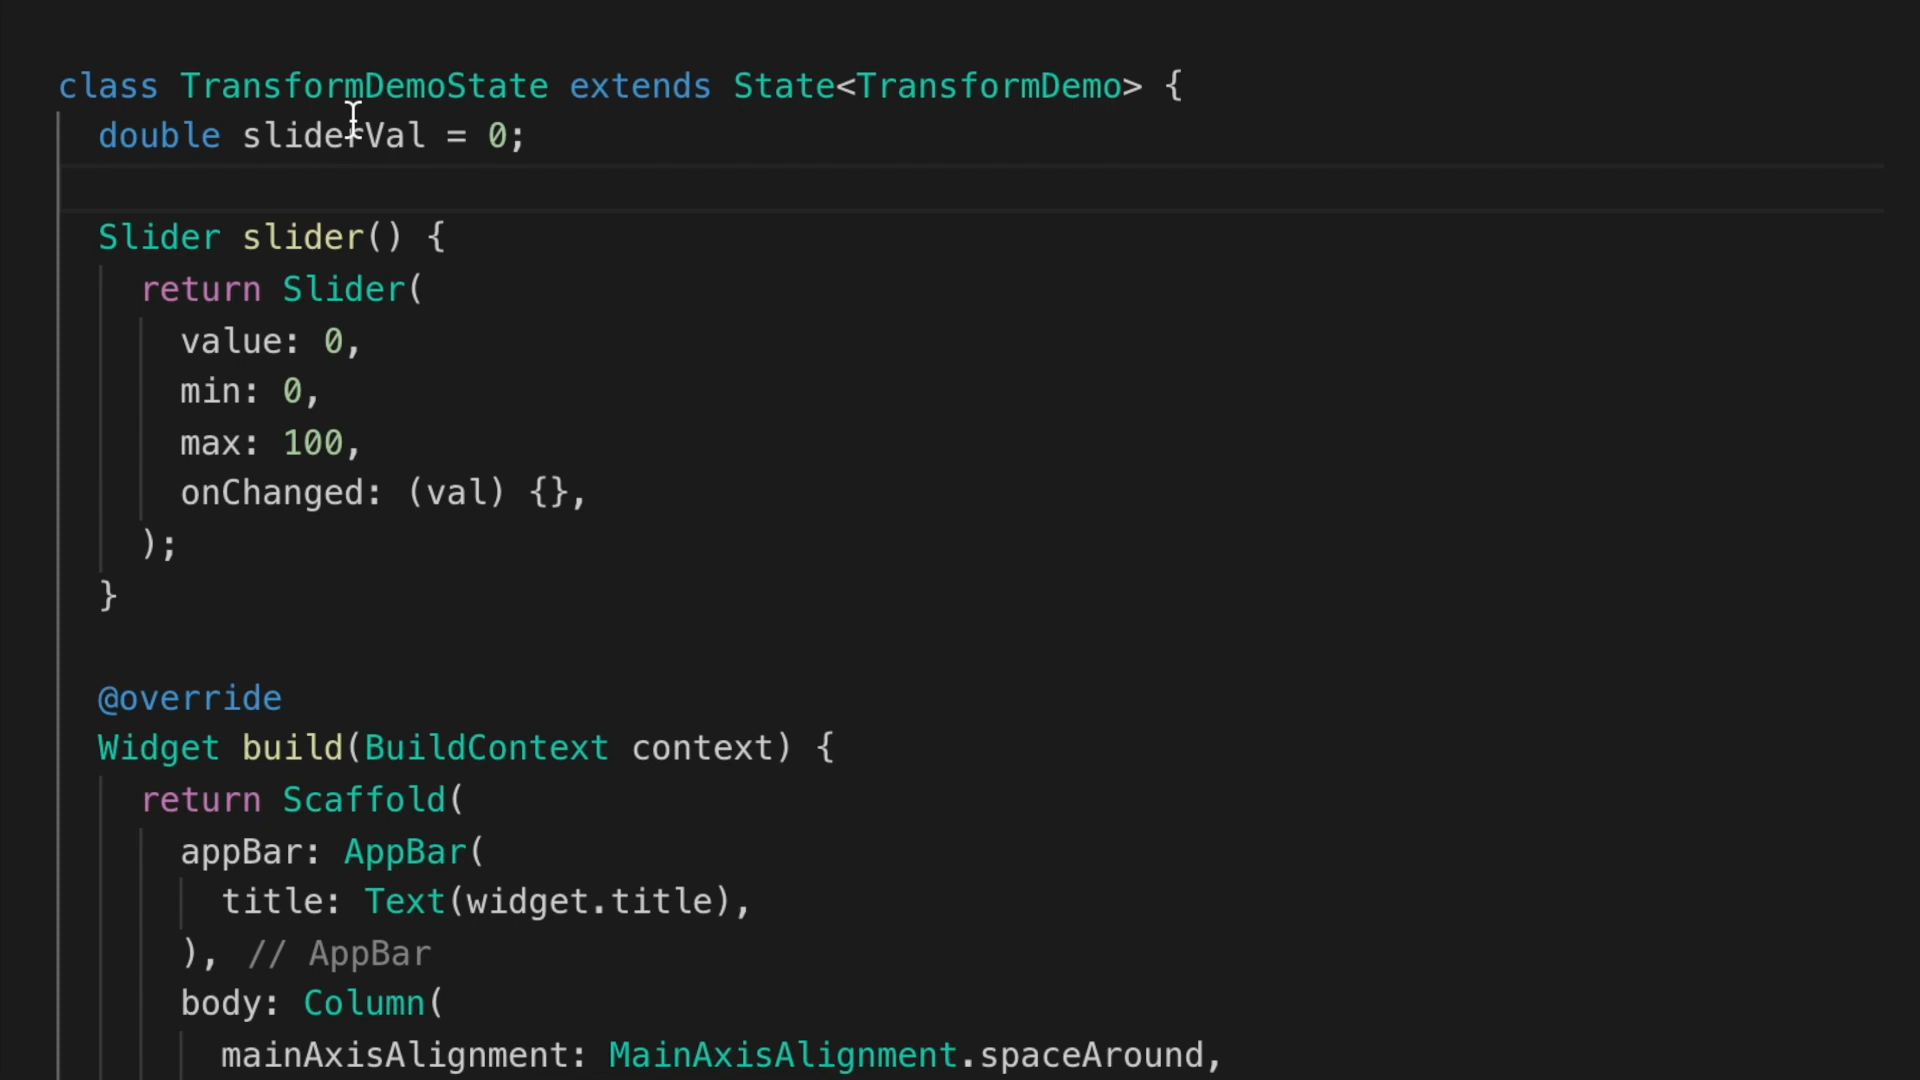 class TransformDemoState extends State<TransformDemo> {
double sliderVal = 0;
Slider slider() {
return Slider(
value: 0,
min: 0,
max: 100,
onChanged: (val) {},
);
}
@override
Widget build(BuildContext context) {
return Scaffold(
appBar: AppBar(
title: Text(widget.title),
), // AppBar
body: Column(
mainAxisAlignment: MainAxisAlignment.spaceAround,